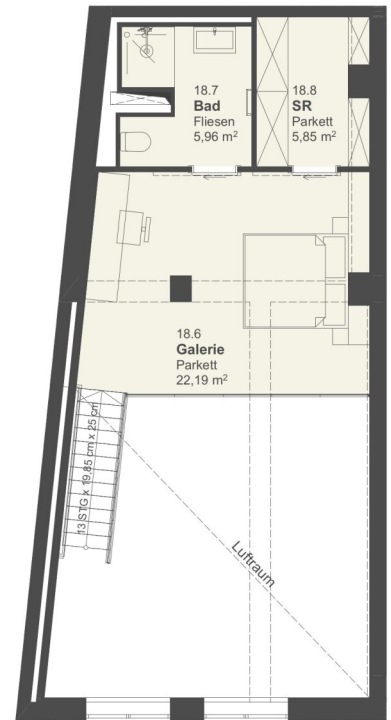 18.7
Bad
Fliesen
5,96 m²
18.8
SR
Parkett
5,85 m²
18.6
Galerie
Parkett
22,19 m²
13 STG x 19,85 cm x 25 cm
Luftraum